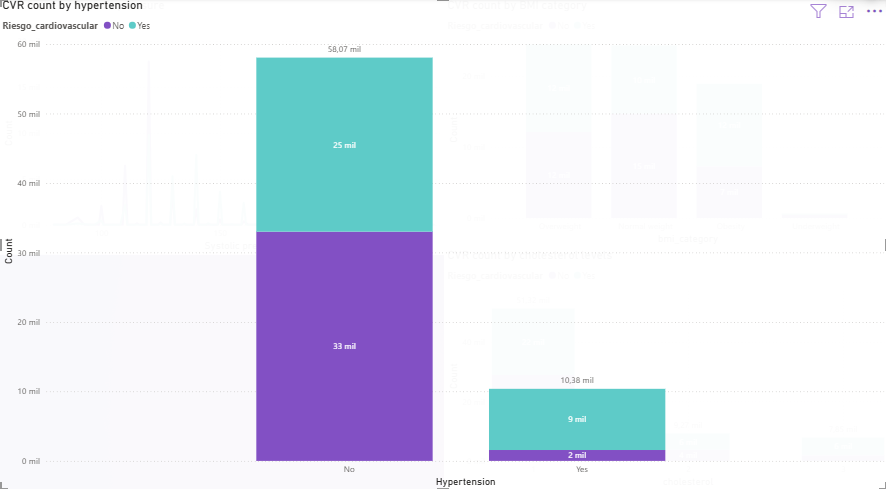 CVR count by hypertension
Riesgo_cardiovascular No Yes
60 mil
50 mil
40 mil
30 mil
20 mil
10 mil
0 mil
Count
58,07 mil
25 mil
33 mil
10,38 mil
9 mil
2 mil
No
Yes
Hypertension